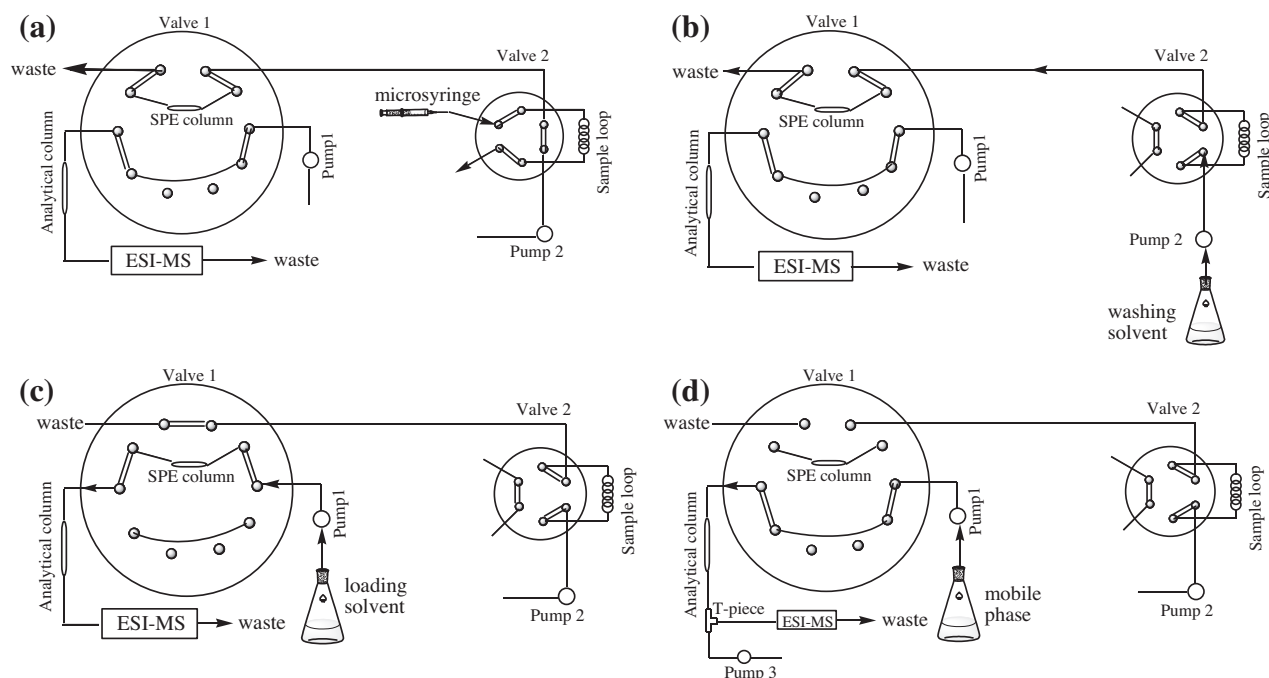 (a)
Valve 1
waste
Valve 2
microsyringe
SPE column
Analytical column
Pump1
Sample loop
Pump 2
ESI-MS
waste
(b)
Valve 1
waste
Valve 2
SPE column
Analytical column
Pump1
Sample loop
Pump 2
ESI-MS
waste
washing
solvent
(c)
Valve 1
waste
Valve 2
SPE column
Analytical column
Pump1
Sample loop
loading
solvent
Pump 2
ESI-MS
waste
(d)
Valve 1
waste
Valve 2
SPE column
Analytical column
Pump1
Sample loop
mobile
phase
T-piece
Pump 2
ESI-MS
waste
Pump 3